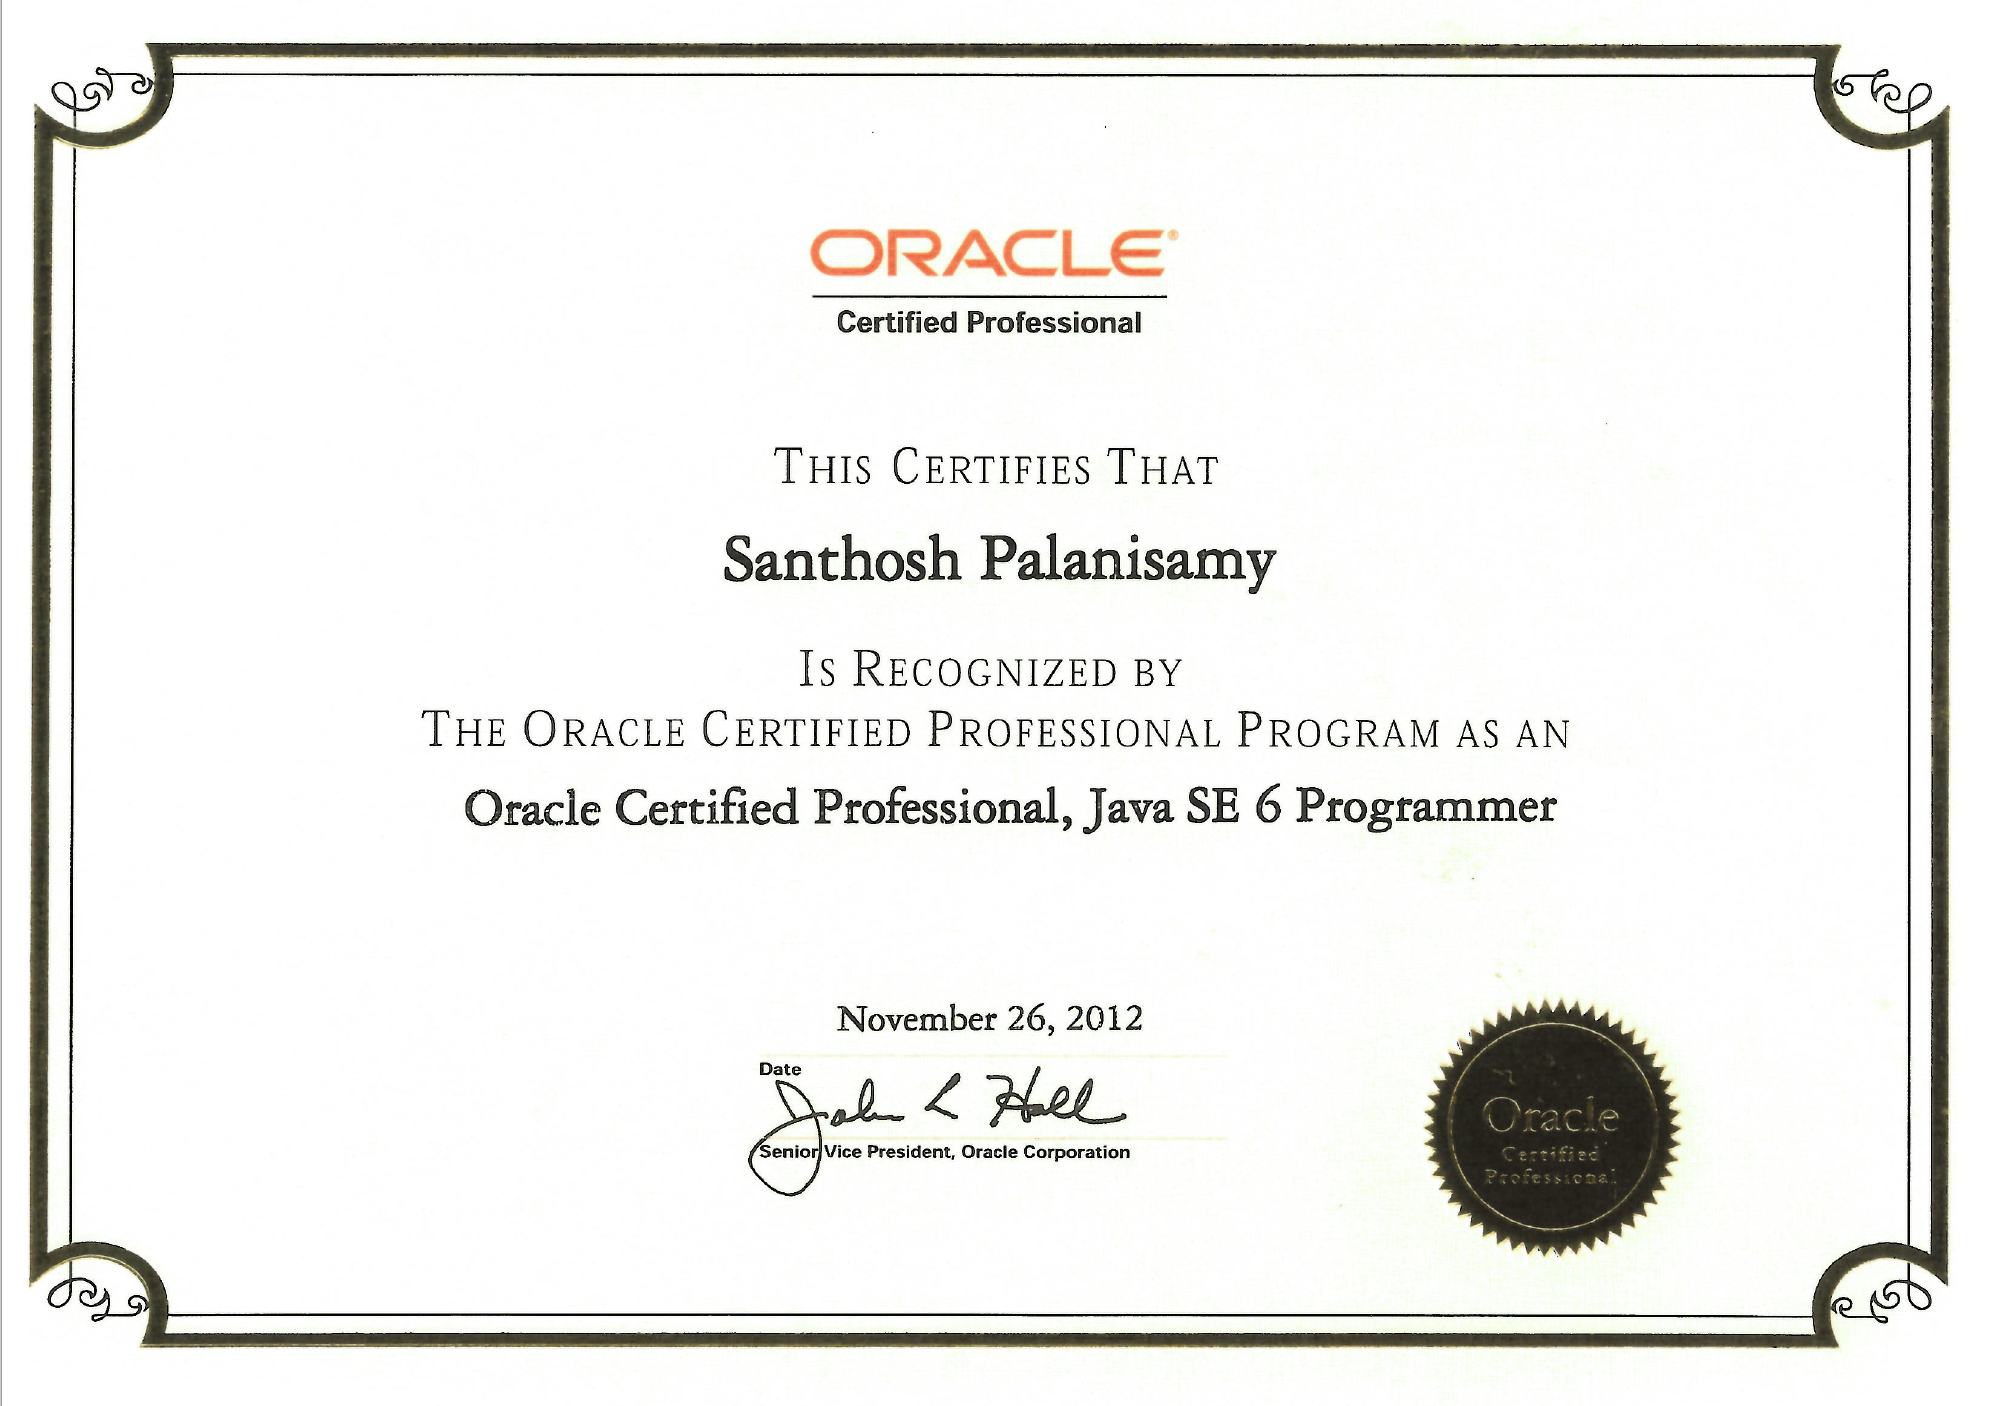 ORACLE®
Certified Professional
THIS CERTIFIES THAT
Santhosh Palanisamy
IS RECOGNIZED BY
THE ORACLE CERTIFIED PROFESSIONAL PROGRAM AS AN
Oracle Certified Professional, Java SE 6 Programmer
November 26, 2012
Date
John L Hall
Senior Vice President, Oracle Corporation
Oracle
Certified
Professional